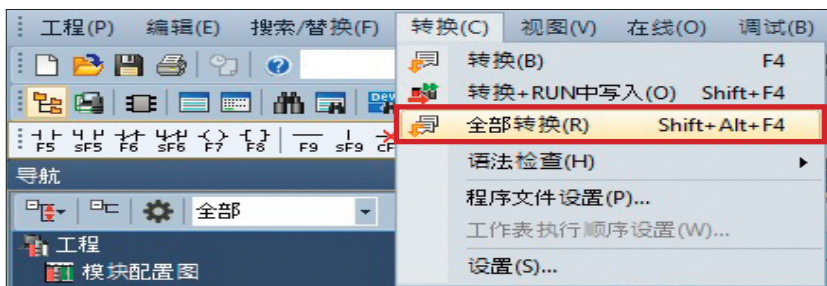 工程(P) 编辑(E) 搜索/替换(F) 转换(C) 视图(V) 在线(O) 调试(B)
转换(B) F4
转换+RUN中写入(O) Shift+F4
全部转换(R) Shift+Alt+F4
语法检查(H)
程序文件设置(P)...
工作表执行顺序设置(W)...
设置(S)...
F5 sF5 F6 sF6 F7 F8 F9 sF9 cF
导航
全部
工程
模块配置图